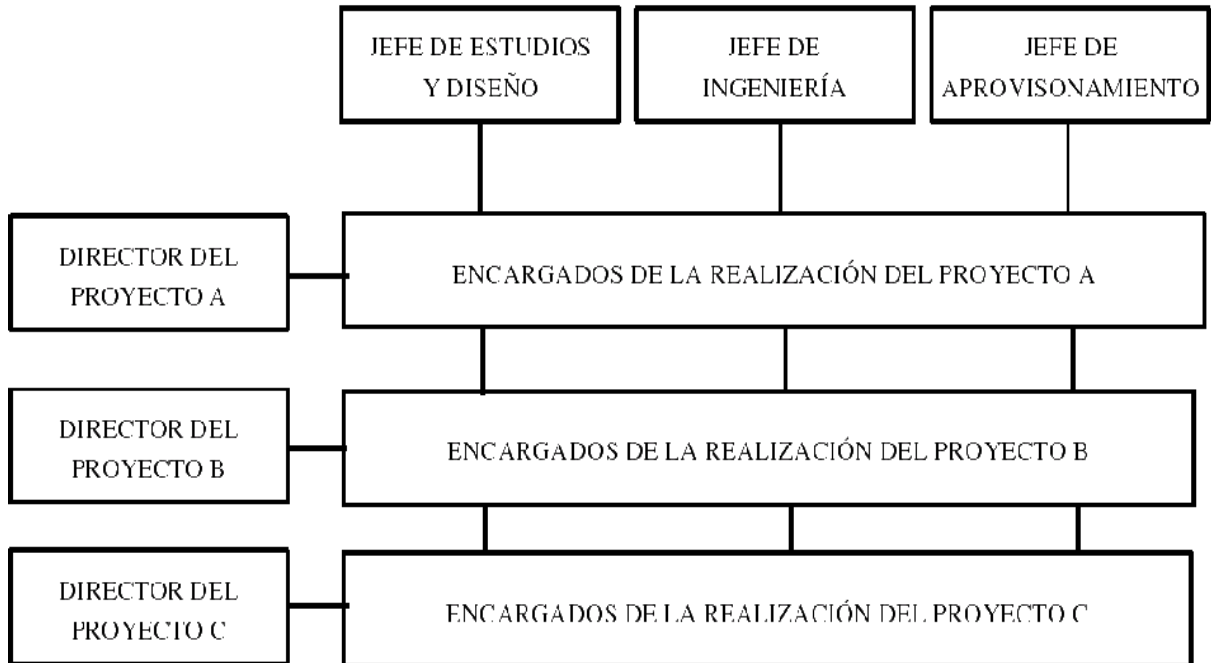 JEFE DE ESTUDIOS
Y DISEÑO
JEFE DE
INGENIERÍA
JEFE DE
APROVISONAMIENTO
DIRECTOR DEL
PROYECTO A
ENCARGADOS DE LA REALIZACIÓN DEL PROYECTO A
DIRECTOR DEL
PROYECTO B
ENCARGADOS DE LA REALIZACIÓN DEL PROYECTO B
DIRECTOR DEL
PROYECTO C
ENCARGADOS DE LA REALIZACIÓN DEL PROYECTO C